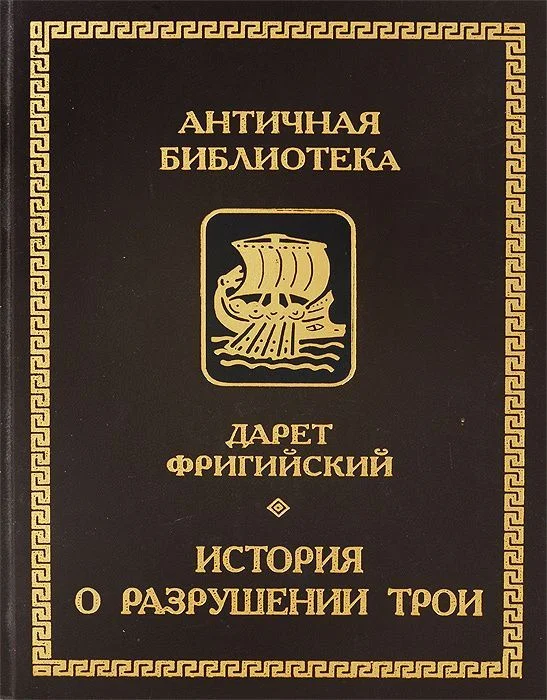 АНТИЧНАЯ
БИБЛИОТЕКА
ДАРЕТ
ФРИГИЙСКИЙ
ИСТОРИЯ
О РАЗРУШЕНИИ ТРОИ